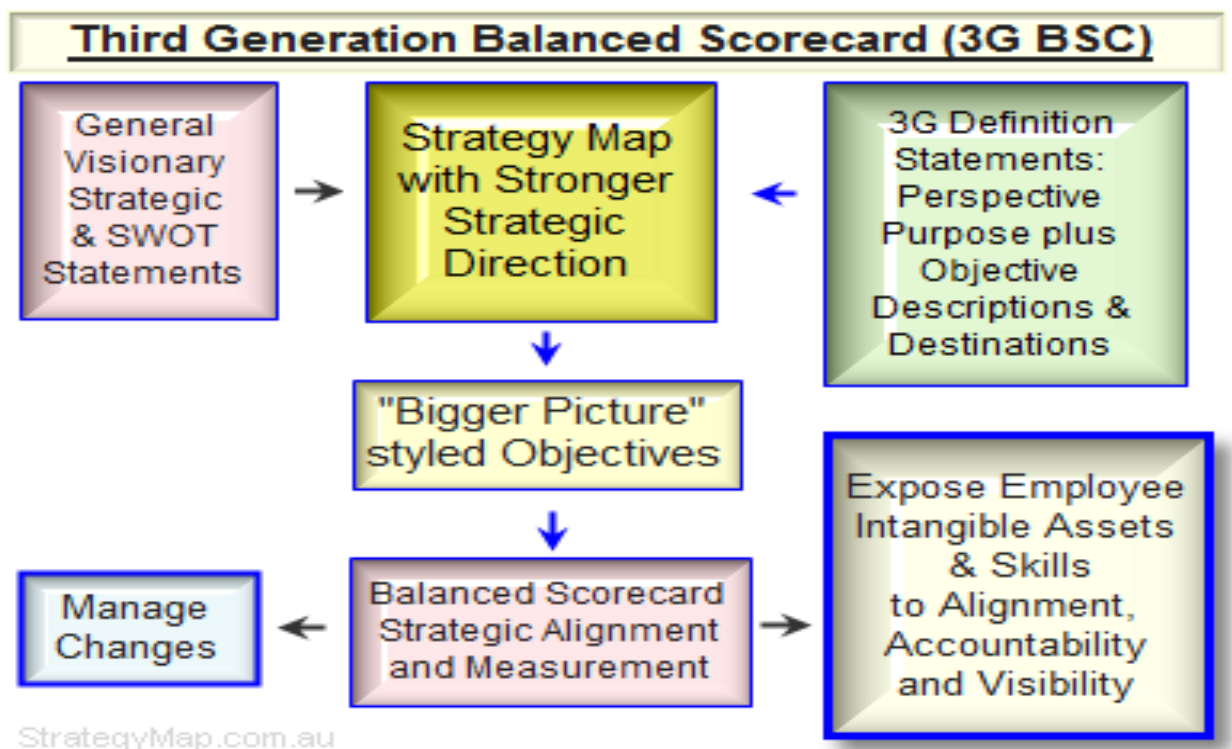 Third Generation Balanced Scorecard (3G BSC)
General
Visionary
Strategic
& SWOT
Statements
Strategy Map
with Stronger
Strategic
Direction
3G Definition
Statements:
Perspective
Purpose plus
Objective
Descriptions &
Destinations
"Bigger Picture"
styled Objectives
Manage
Changes
Balanced Scorecard
Strategic Alignment
and Measurement
Expose Employee
Intangible Assets
& Skills
to Alignment,
Accountability
and Visibility
StrategyMap.com.au